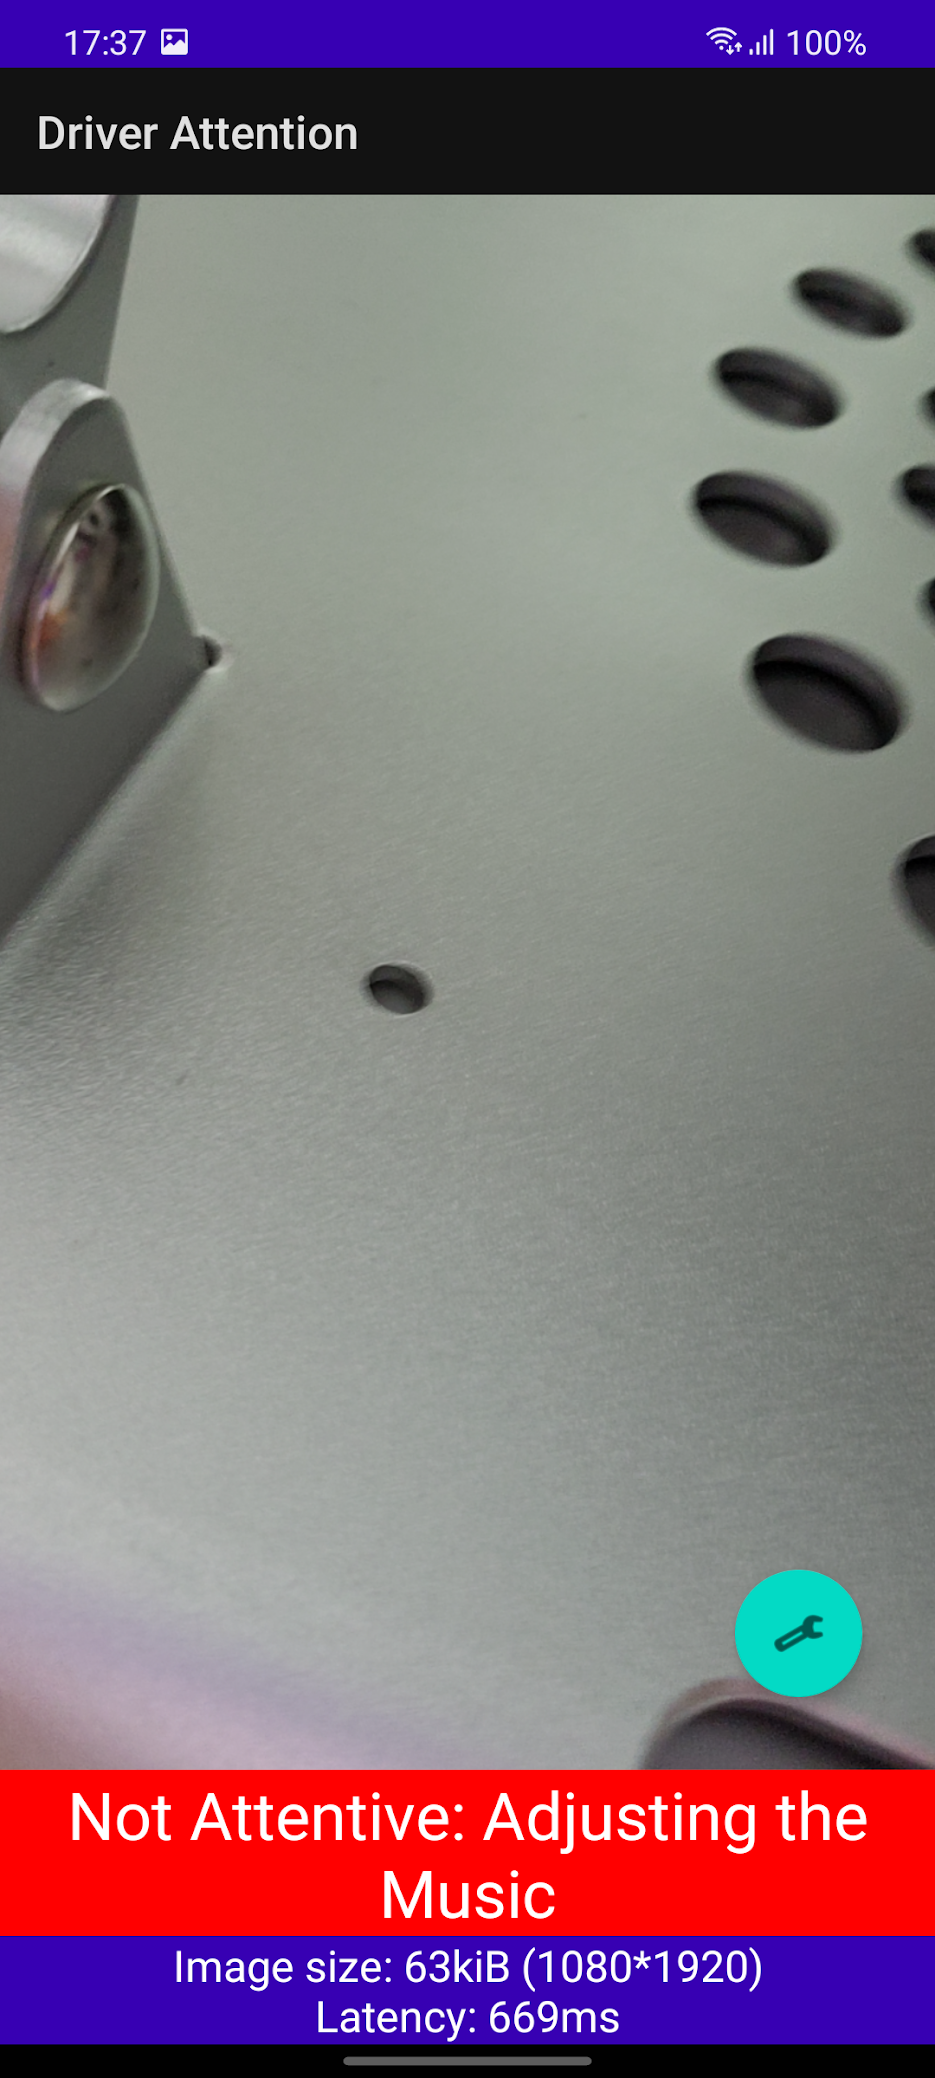 17:37 100%
Driver Attention
Not Attentive: Adjusting the
Music
Image size: 63kiB (1080*1920)
Latency: 669ms